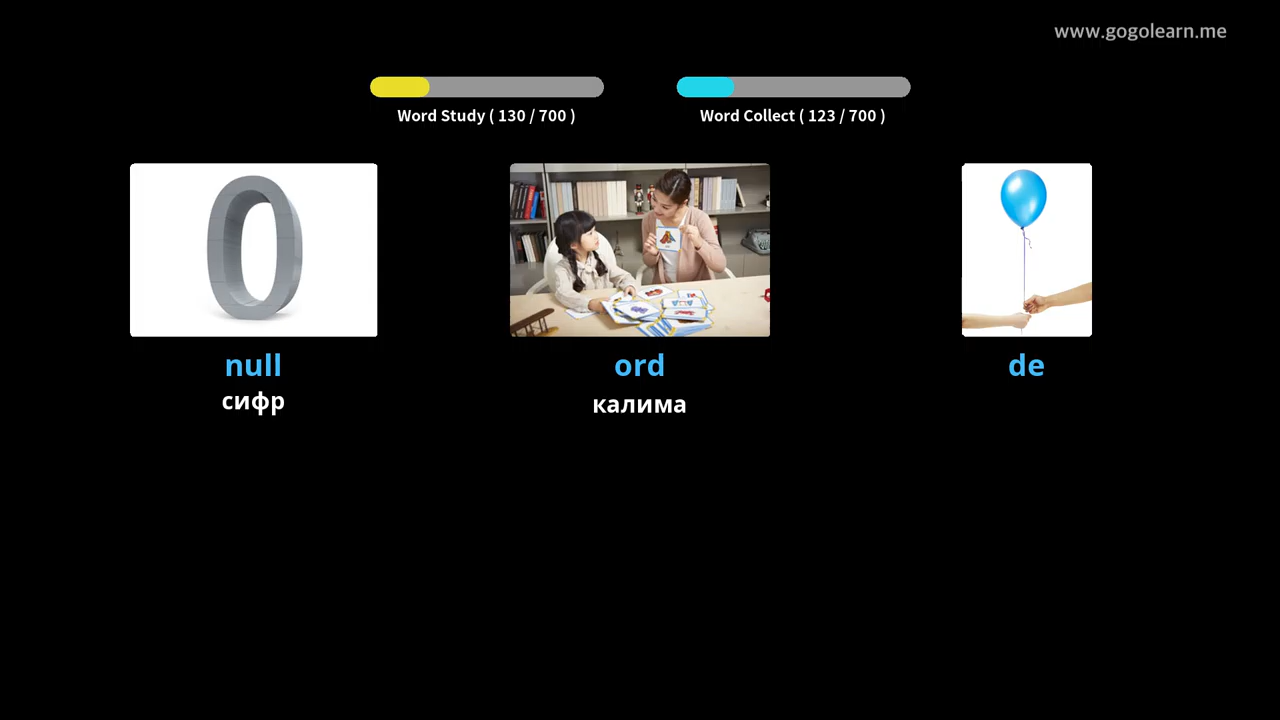 www.gogolearn.me
Word Study ( 130 / 700 )
Word Collect ( 123 / 700 )
null
сифр
ord
калима
de